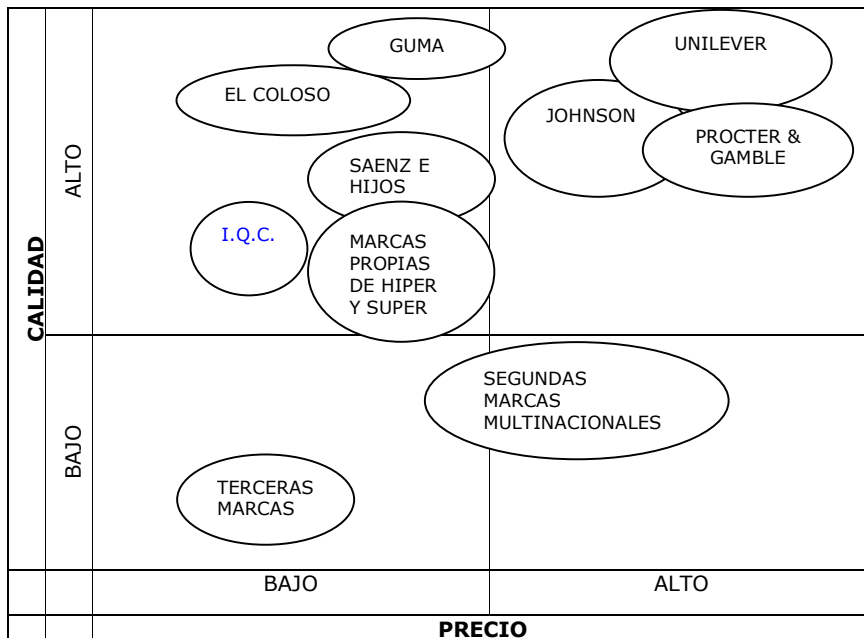 GUMA
UNILEVER
EL COLOSO
JOHNSON
PROCTER &
GAMBLE
SAENZ E
HIJOS
I.Q.C.
MARCAS
PROPIAS
DE HIPER
Y SUPER
ALTO
CALIDAD
SEGUNDAS
MARCAS
MULTINACIONALES
BAJO
TERCERAS
MARCAS
BAJO
ALTO
PRECIO